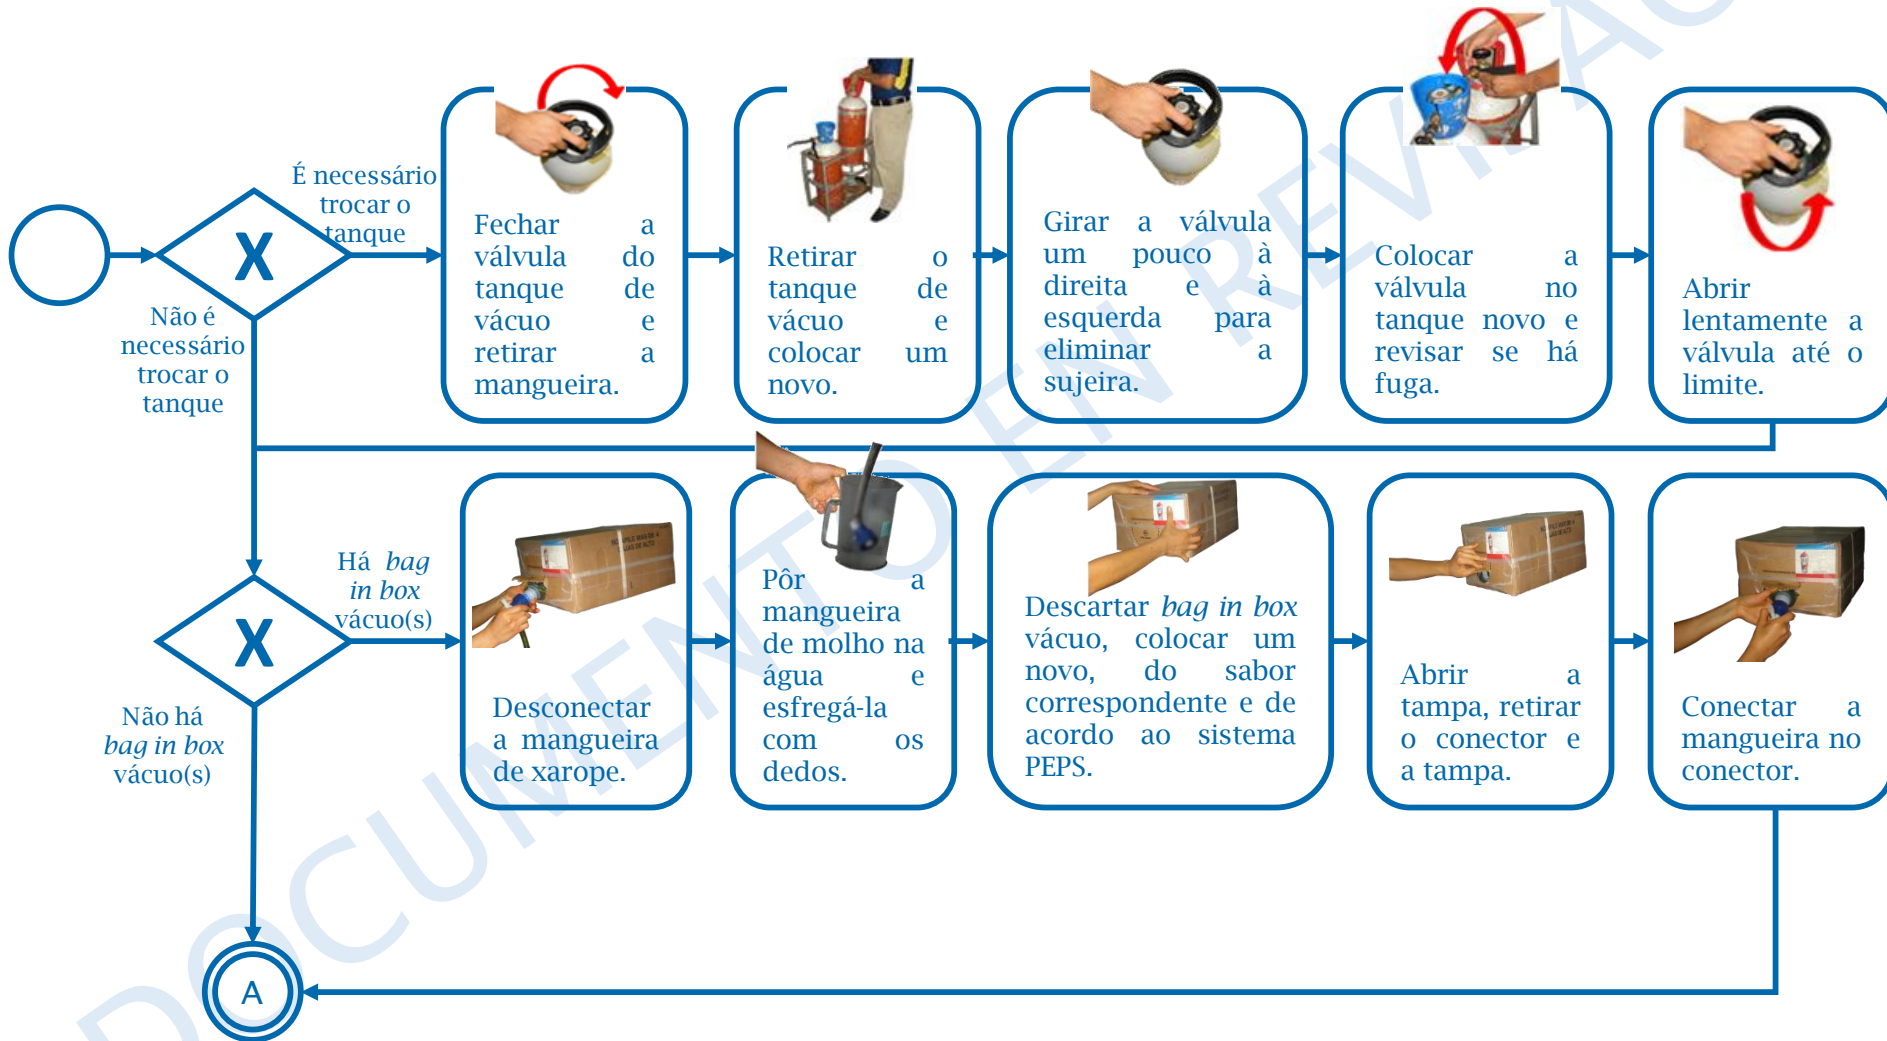 É necessário
trocar o
tanque
X
Não é
necessário
trocar o
tanque
Fechar a
válvula do
tanque de
vácuo e
retirar a
mangueira.
Retirar o
tanque de
vácuo e
colocar um
novo.
Girar a válvula
um pouco à
direita e à
esquerda para
eliminar a
sujeira.
Colocar a
válvula no
tanque novo e
revisar se há
fuga.
Abrir
lentamente a
válvula até o
limite.
Há bag
in box
vácuo(s)
X
Não há
bag in box
vácuo(s)
Desconectar
a mangueira
de xarope.
Pôr a
mangueira
de molho na
água e
esfregá-la
com os
dedos.
Descartar bag in box
vácuo, colocar um
novo, do sabor
correspondente e de
acordo ao sistema
PEPS.
Abrir a
tampa, retirar
o conector e
a tampa.
Conectar a
mangueira no
conector.
A
DOCUMENTO EN REVISÃO